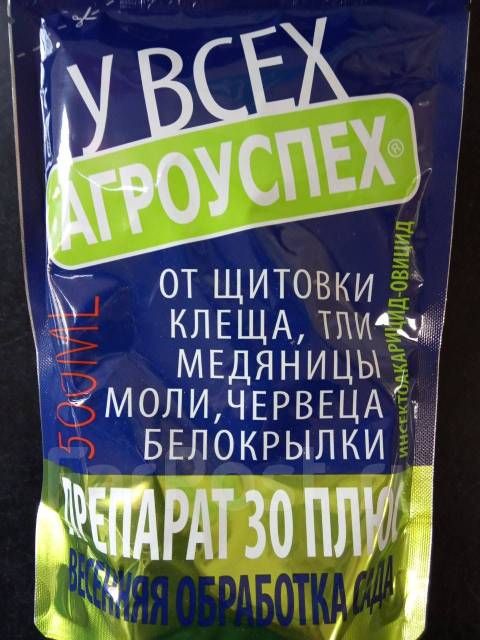 У ВСЕХ
АГРОУСПЕХ®
ОТ ЩИТОВКИ
КЛЕЩА, ТЛИ
МЕДЯНИЦЫ
МОЛИ, ЧЕРВЕЦА
БЕЛОКРЫЛКИ
500ML
ИНСЕКТОАКАРИЦИД-ОВИЦИД
ПРЕПАРАТ 30 ПЛЮС
ВЕСЕННЯЯ ОБРАБОТКА САДА